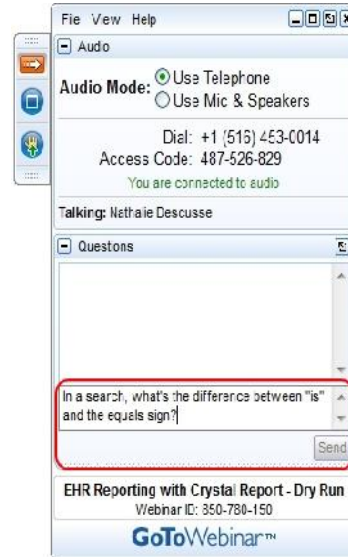 File View Help
Audio
Audio Mode: Use Telephone
Use Mic & Speakers
Dial: +1 (516) 453-0014
Access Code: 487-526-829
You are connected to audio
Talking: Nathalie Descusse
Questions
In a search, what's the difference between "is"
and the equals sign?
Send
EHR Reporting with Crystal Report - Dry Run
Webinar ID: 350-780-150
GoToWebinar™